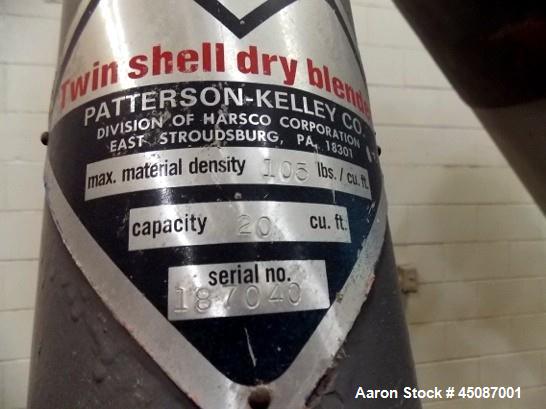 Twin shell dry blender
PATTERSON-KELLEY CO.
DIVISION OF HARSCO CORPORATION
EAST STROUDSBURG, PA. 18301
max. material density 105 lbs./cu.ft.
capacity 20 cu. ft.
serial no.
187040
Aaron Stock # 45087001